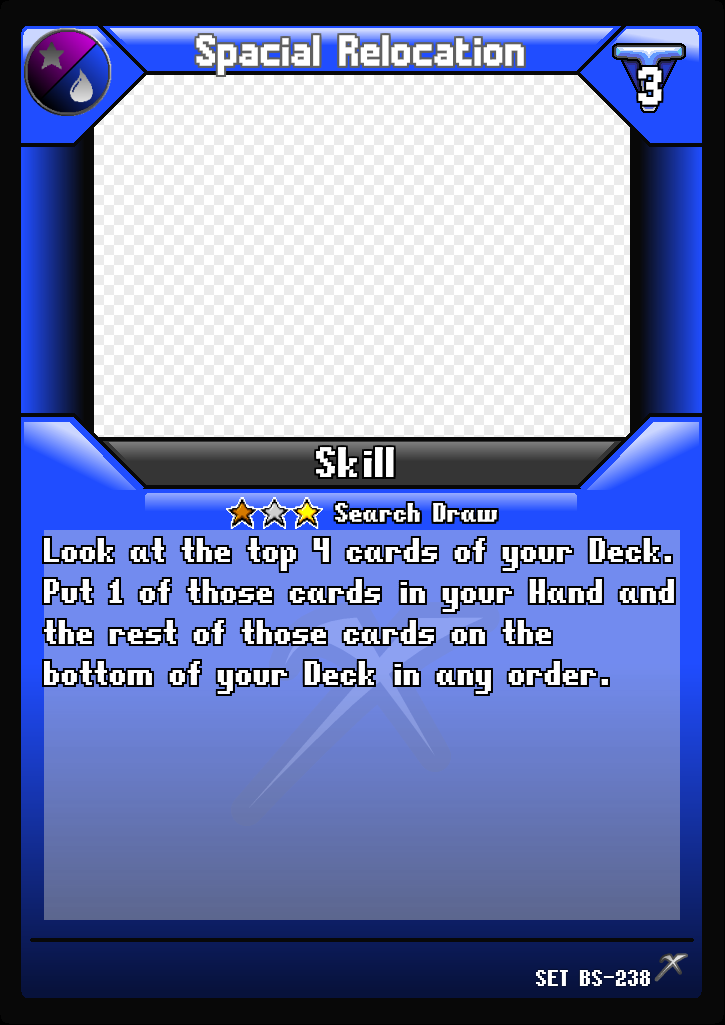 Spacial Relocation
3
Skill
Search Draw
Look at the top 4 cards of your Deck.
Put 1 of those cards in your Hand and
the rest of those cards on the
bottom of your Deck in any order.
SET BS-238